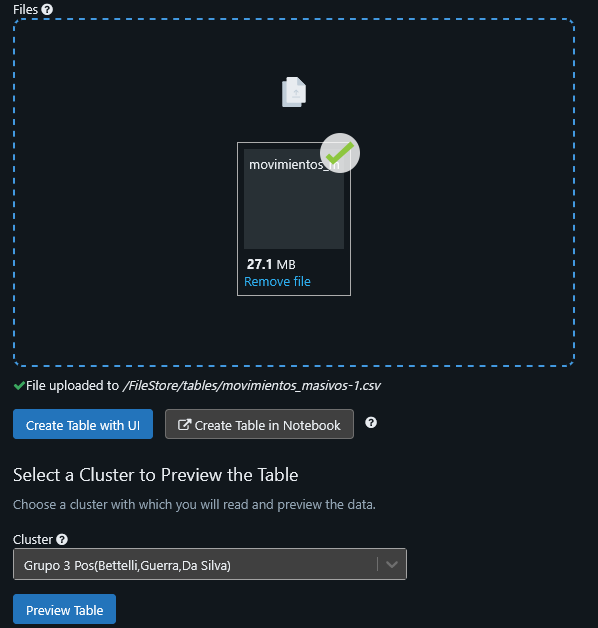 Files
movimientos_m
27.1 MB
Remove file
File uploaded to /FileStore/tables/movimientos_masivos-1.csv
Create Table with UI
Create Table in Notebook
Select a Cluster to Preview the Table
Choose a cluster with which you will read and preview the data.
Cluster
Grupo 3 Pos(Bettelli,Guerra,Da Silva)
Preview Table